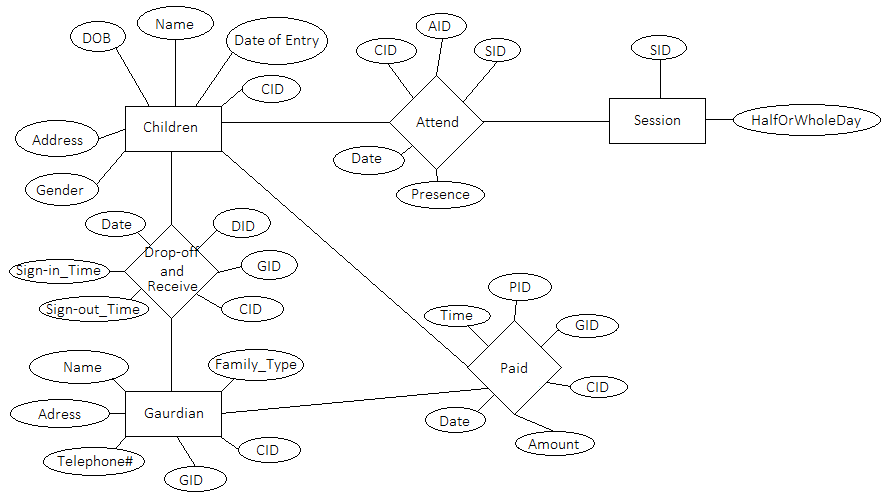 Name
AID
DOB
Date of Entry
CID
SID
SID
CID
Children
Attend
Session
HalfOrWholeDay
Address
Date
Gender
Presence
Date
DID
Drop-off
and
Receive
Sign-in_Time
GID
Sign-out_Time
CID
PID
Time
GID
Name
Family_Type
Paid
CID
Adress
Gaurdian
Date
Amount
Telephone#
CID
GID